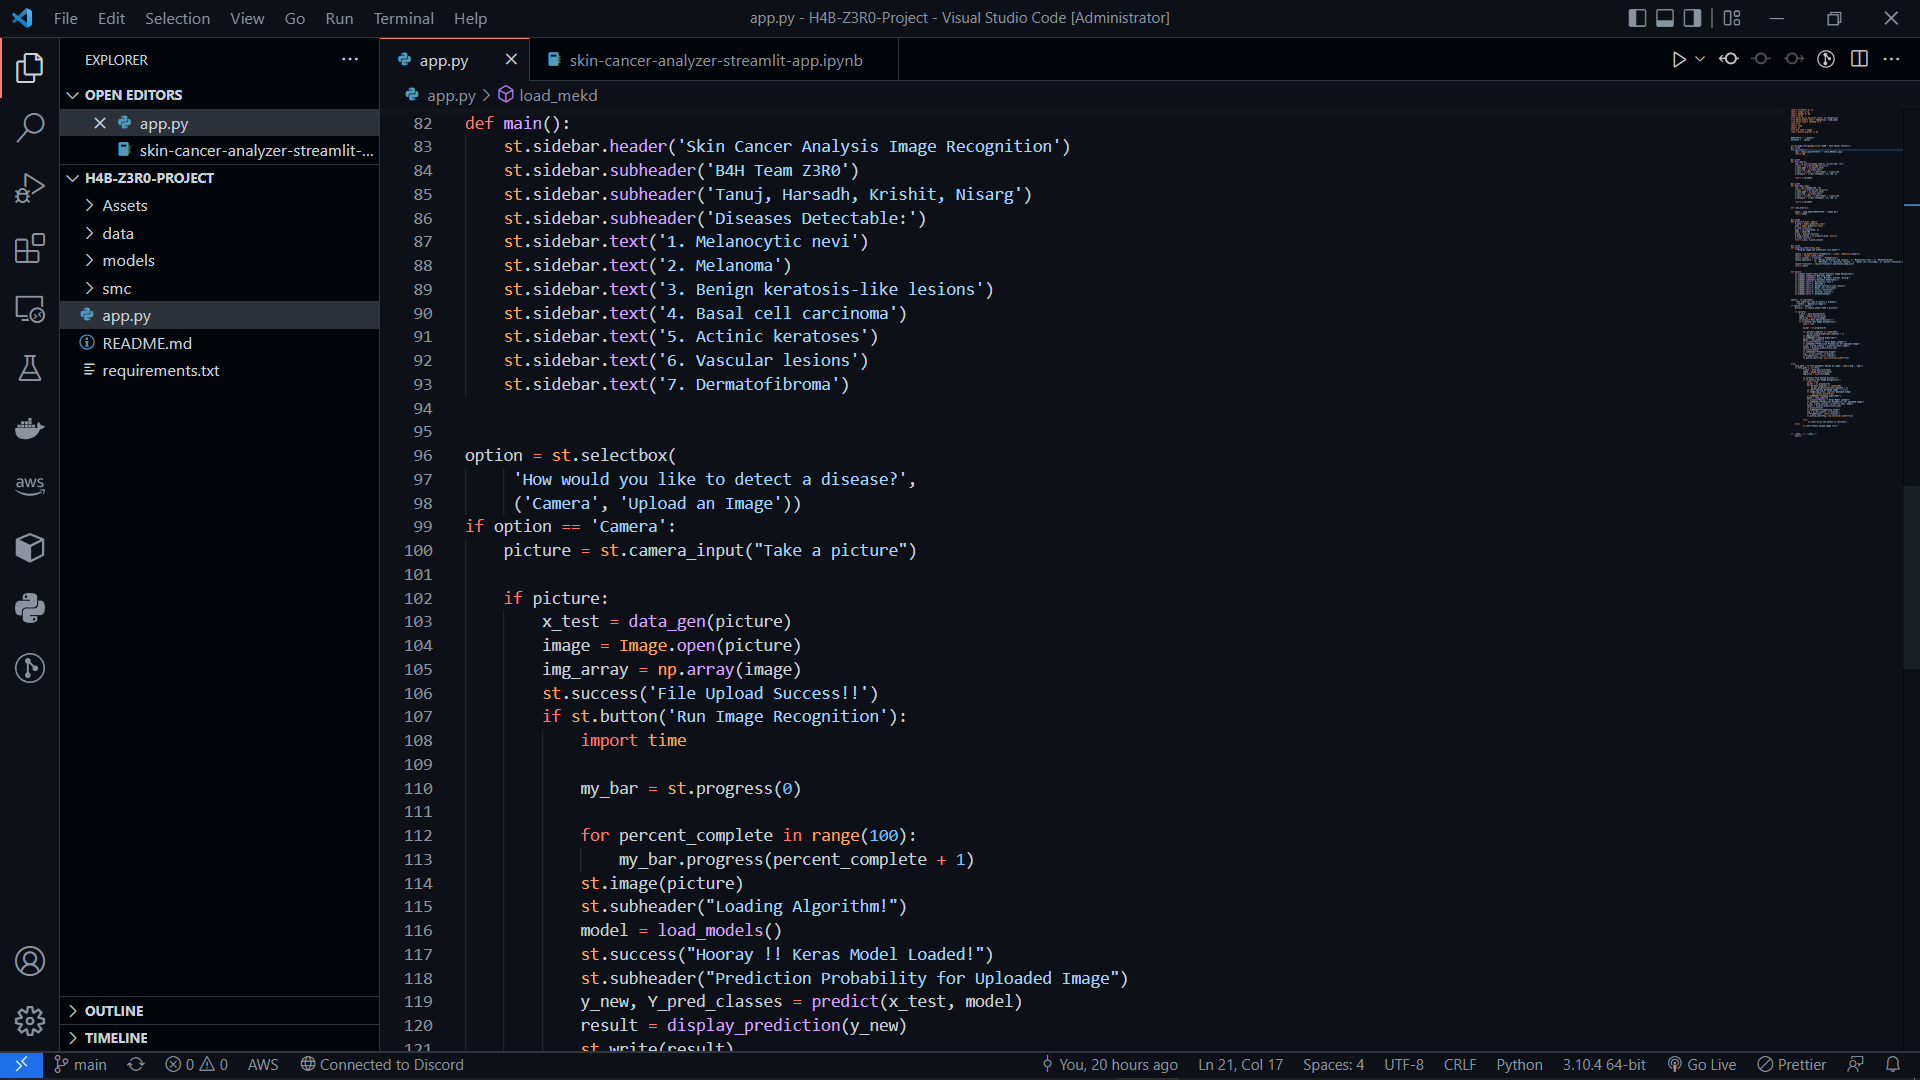 File Edit Selection View Go Run Terminal Help
app.py - H4B-Z3R0-Project - Visual Studio Code [Administrator]
EXPLORER
OPEN EDITORS
app.py
skin-cancer-analyzer-streamlit-...
H4B-Z3R0-PROJECT
Assets
data
models
smc
app.py
README.md
requirements.txt
OUTLINE
TIMELINE
aws
app.py
skin-cancer-analyzer-streamlit-app.ipynb
app.py > load_mekd
82 def main():
83 st.sidebar.header('Skin Cancer Analysis Image Recognition')
84 st.sidebar.subheader('B4H Team Z3R0')
85 st.sidebar.subheader('Tanuj, Harsadh, Krishit, Nisarg')
86 st.sidebar.subheader('Diseases Detectable:')
87 st.sidebar.text('1. Melanocytic nevi')
88 st.sidebar.text('2. Melanoma')
89 st.sidebar.text('3. Benign keratosis-like lesions')
90 st.sidebar.text('4. Basal cell carcinoma')
91 st.sidebar.text('5. Actinic keratoses')
92 st.sidebar.text('6. Vascular lesions')
93 st.sidebar.text('7. Dermatofibroma')
94
95
96 option = st.selectbox(
97 'How would you like to detect a disease?',
98 ('Camera', 'Upload an Image'))
99 if option == 'Camera':
100 picture = st.camera_input("Take a picture")
101
102 if picture:
103 x_test = data_gen(picture)
104 image = Image.open(picture)
105 img_array = np.array(image)
106 st.success('File Upload Success!!')
107 if st.button('Run Image Recognition'):
108 import time
109
110 my_bar = st.progress(0)
111
112 for percent_complete in range(100):
113 my_bar.progress(percent_complete + 1)
114 st.image(picture)
115 st.subheader("Loading Algorithm!")
116 model = load_models()
117 st.success("Hooray !! Keras Model Loaded!")
118 st.subheader("Prediction Probability for Uploaded Image")
119 y_new, Y_pred_classes = predict(x_test, model)
120 result = display_prediction(y_new)
121 st.write(result)
main 0 0 AWS Connected to Discord You, 20 hours ago Ln 21, Col 17 Spaces: 4 UTF-8 CRLF Python 3.10.4 64-bit Go Live Prettier